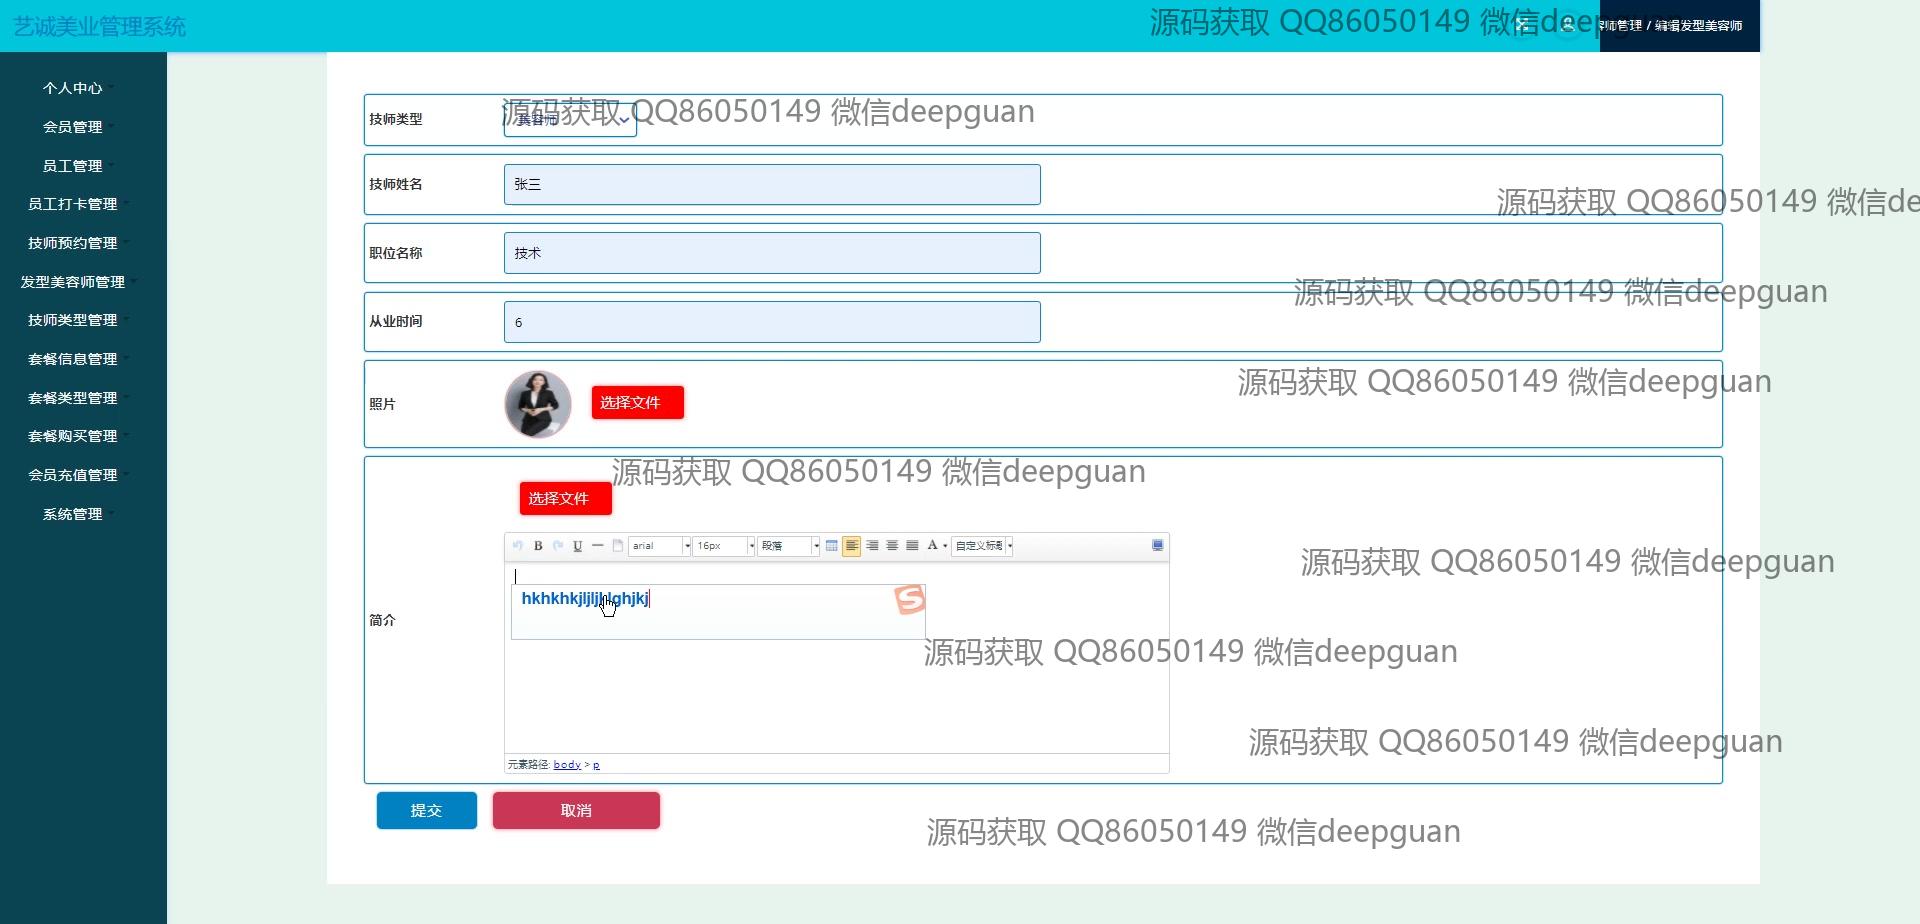 艺诚美业管理系统
源码获取 QQ86050149 微信deepguan
师管理 / 编辑发型美容师
个人中心
会员管理
员工管理
员工打卡管理
技师预约管理
发型美容师管理
技师类型管理
套餐信息管理
套餐类型管理
套餐购买管理
会员充值管理
系统管理
技师类型
美容师
源码获取 QQ86050149 微信deepguan
技师姓名
张三
源码获取 QQ86050149 微信de
职位名称
技术
源码获取 QQ86050149 微信deepguan
从业时间
6
照片
选择文件
源码获取 QQ86050149 微信deepguan
源码获取 QQ86050149 微信deepguan
选择文件
B U arial 16px 段落 A 自定义标题
源码获取 QQ86050149 微信deepguan
简介
源码获取 QQ86050149 微信deepguan
源码获取 QQ86050149 微信deepguan
元素路径: body > p
提交
取消
源码获取 QQ86050149 微信deepguan